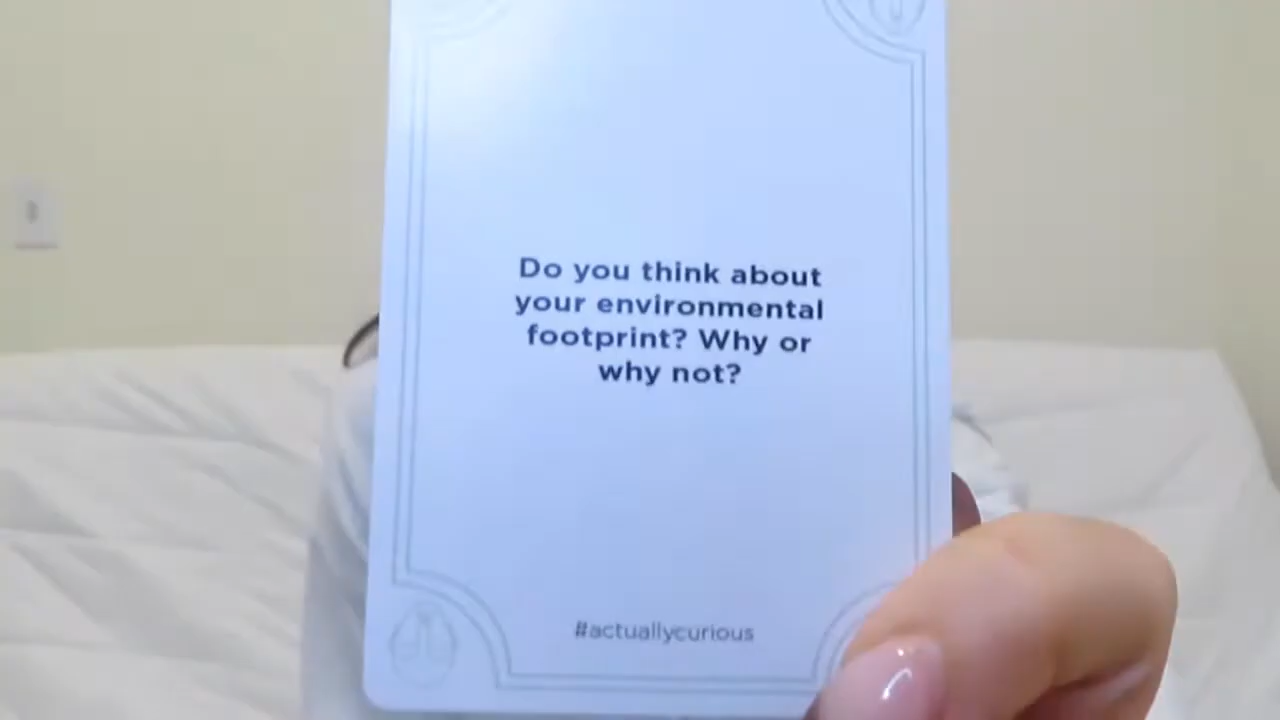 Do you think about
your environmental
footprint? Why or
why not?
#actuallycurious